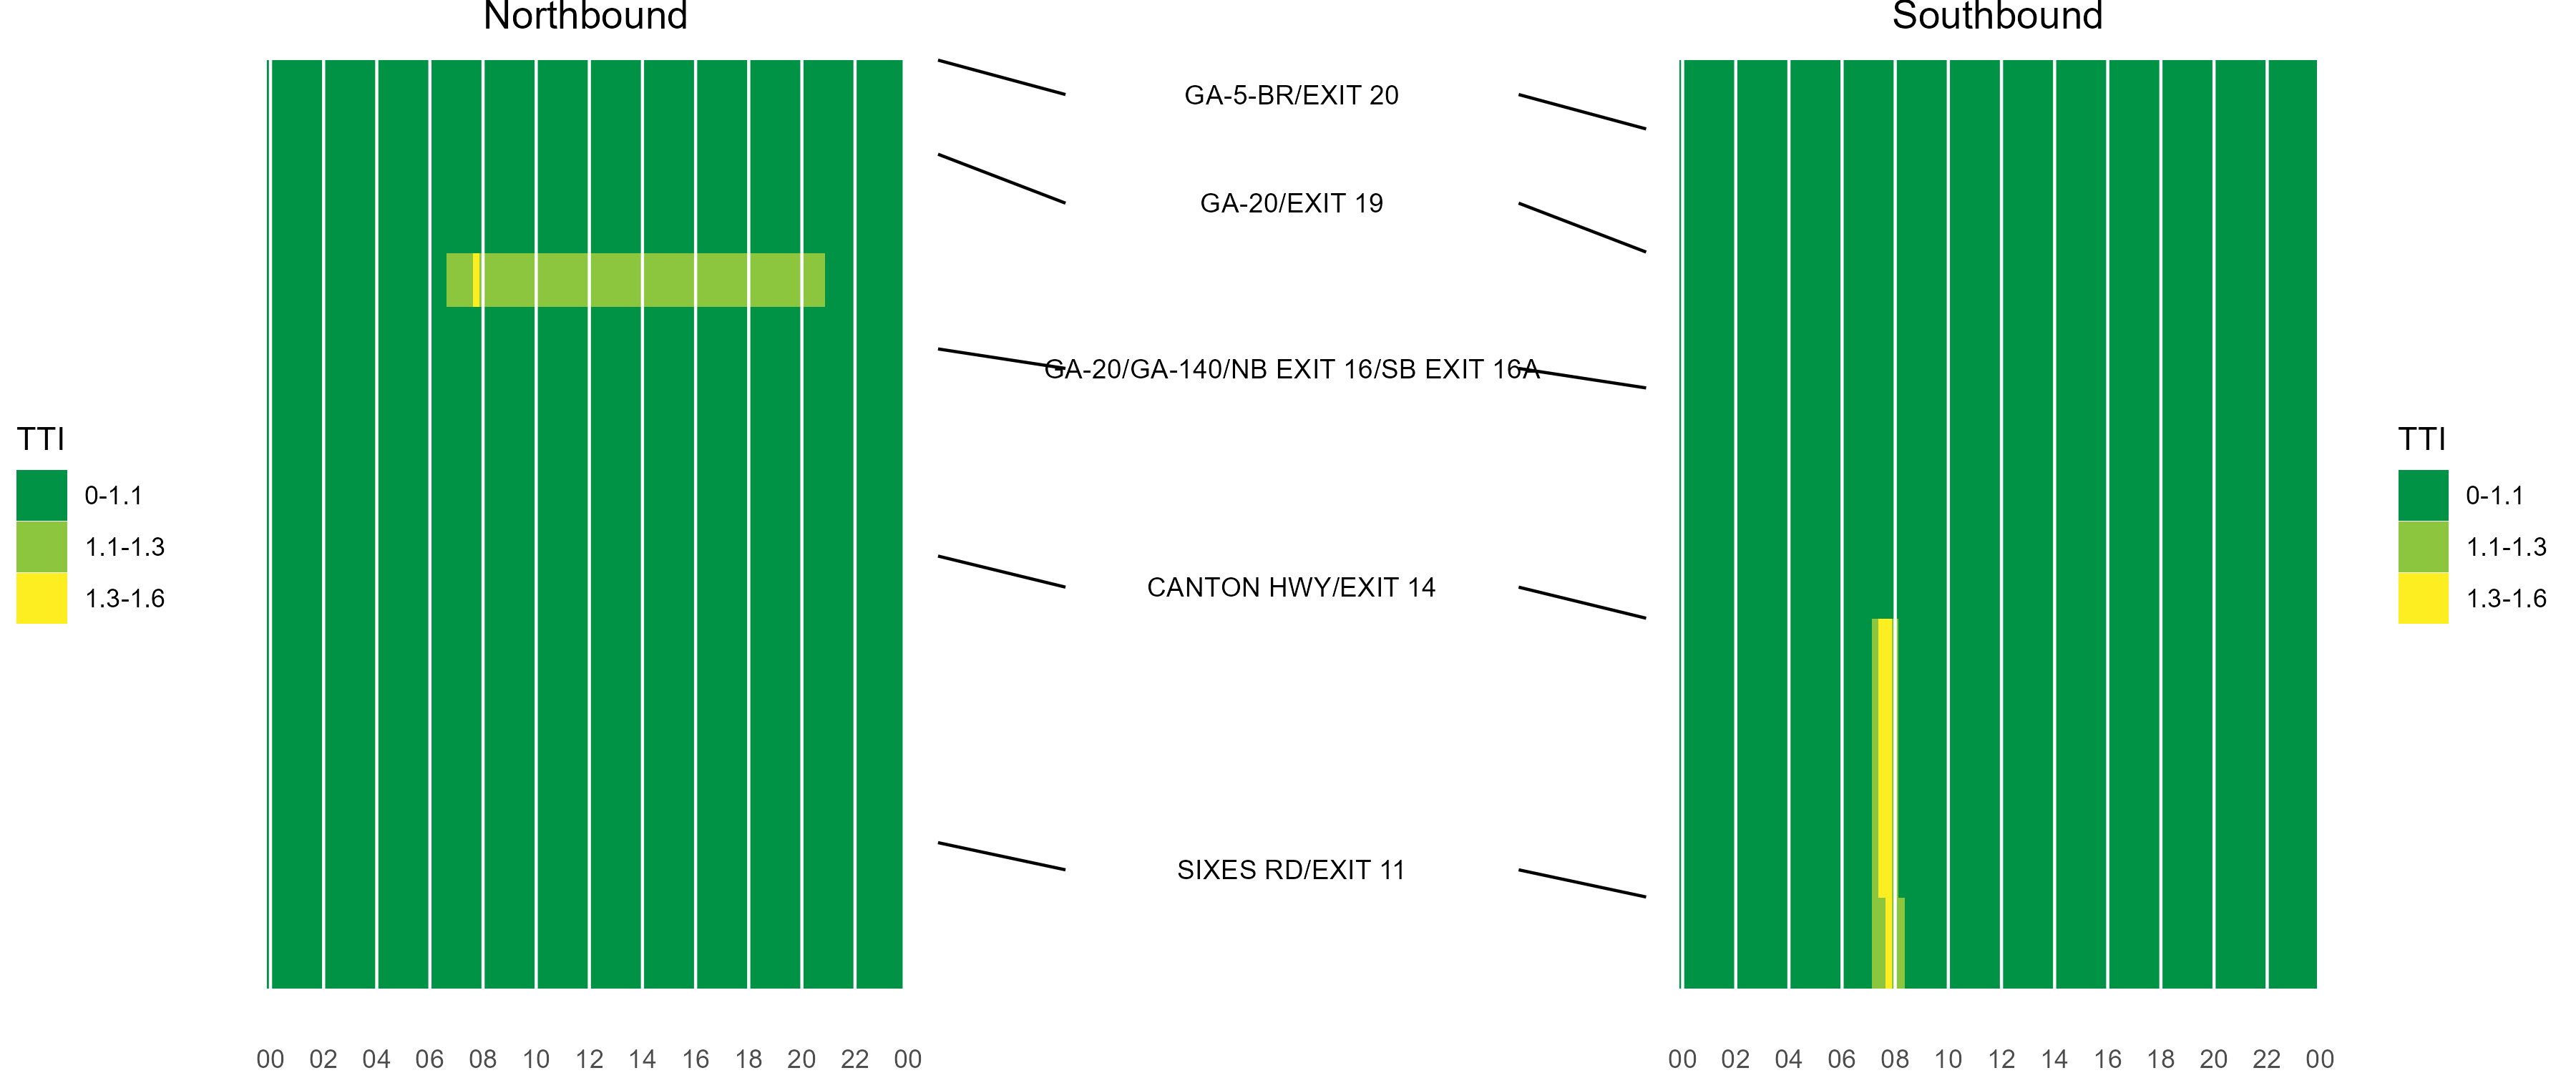 Northbound
Southbound
GA-5-BR/EXIT 20
GA-20/EXIT 19
GA-20/GA-140/NB EXIT 16/SB EXIT 16A
CANTON HWY/EXIT 14
SIXES RD/EXIT 11
TTI
0-1.1
1.1-1.3
1.3-1.6
TTI
0-1.1
1.1-1.3
1.3-1.6
00 02 04 06 08 10 12 14 16 18 20 22 00
00 02 04 06 08 10 12 14 16 18 20 22 00